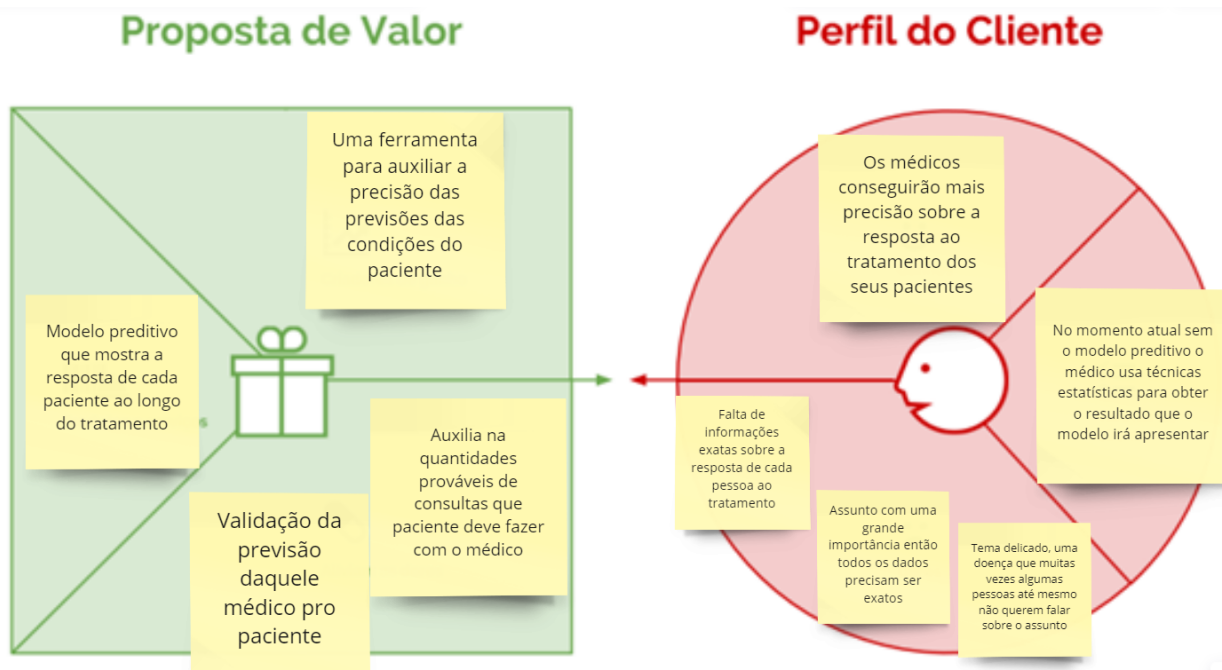 Proposta de Valor
Uma ferramenta
para auxiliar a
precisão das
previsões das
condições do
paciente
Modelo preditivo
que mostra a
resposta de cada
paciente ao longo
do tratamento
Auxilia na
quantidades
prováveis de
consultas que
paciente deve fazer
com o médico
Validação da
previsão
daquele
médico pro
paciente
Perfil do Cliente
Os médicos
conseguirão mais
precisão sobre a
resposta ao
tratamento dos
seus pacientes
No momento atual sem
o modelo preditivo o
médico usa técnicas
estatísticas para obter
o resultado que o
modelo irá apresentar
Falta de
informações
exatas sobre a
resposta de cada
pessoa ao
tratamento
Assunto com uma
grande
importância então
todos os dados
precisam ser
exatos
Tema delicado, uma
doença que muitas
vezes algumas
pessoas até mesmo
não querem falar
sobre o assunto